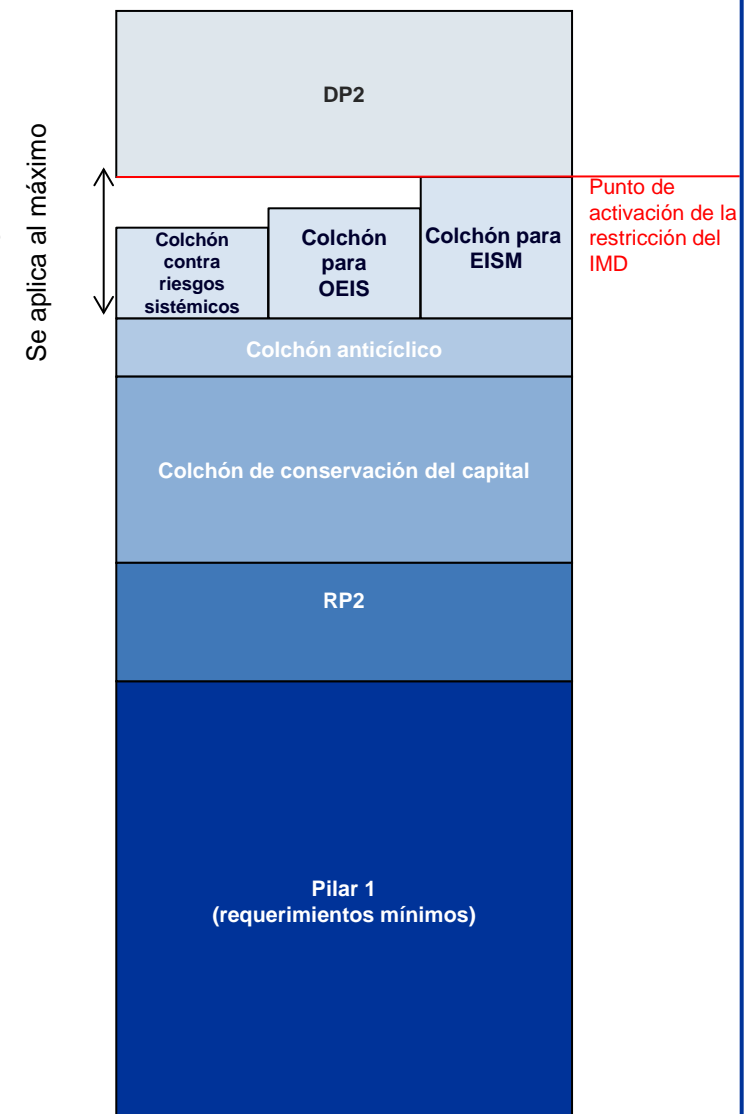 DP2
Se aplica al máximo
Punto de
activación de la
restricción del
IMD
Colchón
contra
riesgos
sistémicos
Colchón
para
OEIS
Colchón para
EISM
Colchón anticíclico
Colchón de conservación del capital
RP2
Pilar 1
(requerimientos mínimos)